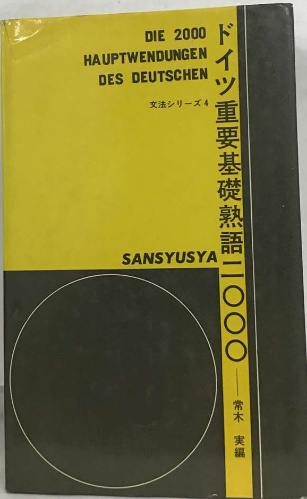 DIE 2000
HAUPTWENDUNGEN
DES DEUTSCHEN
文法シリーズ4
ドイツ重要基礎熟語二〇〇〇
SANSYUSYA
常木 実編